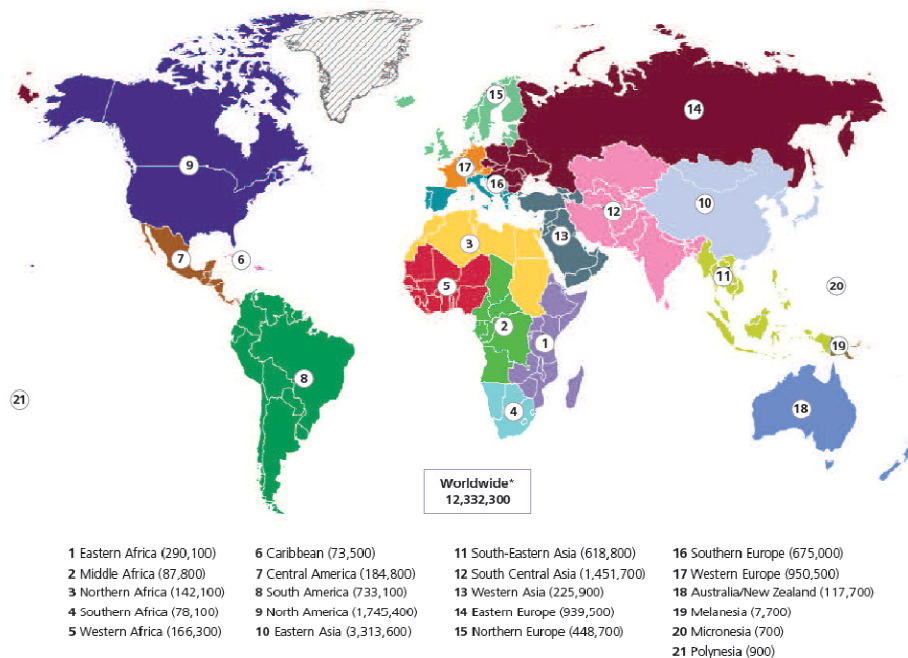 15
14
9
17
16
10
12
13
3
7
6
11
5
20
2
19
1
8
21
18
4
Worldwide*
12,332,300
1 Eastern Africa (290,100)
2 Middle Africa (87,800)
3 Northern Africa (142,100)
4 Southern Africa (78,100)
5 Western Africa (166,300)
6 Caribbean (73,500)
7 Central America (184,800)
8 South America (733,100)
9 North America (1,745,400)
10 Eastern Asia (3,313,600)
11 South-Eastern Asia (618,800)
12 South Central Asia (1,451,700)
13 Western Asia (225,900)
14 Eastern Europe (939,500)
15 Northern Europe (448,700)
16 Southern Europe (675,000)
17 Western Europe (950,500)
18 Australia/New Zealand (117,700)
19 Melanesia (7,700)
20 Micronesia (700)
21 Polynesia (900)